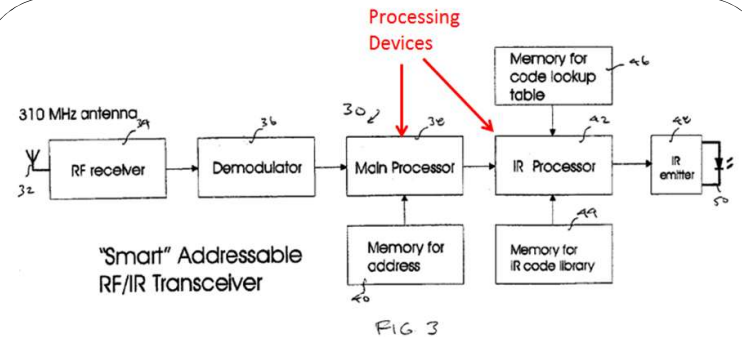 Processing
Devices
Memory for
code lookup
table
46
310 MHz antenna
34
36
30
38
42
48
32
RF receiver
Demodulator
Main Processor
IR Processor
IR
emitter
50
44
"Smart" Addressable
RF/IR Transceiver
Memory for
address
40
Memory for
IR code library
FIG 3